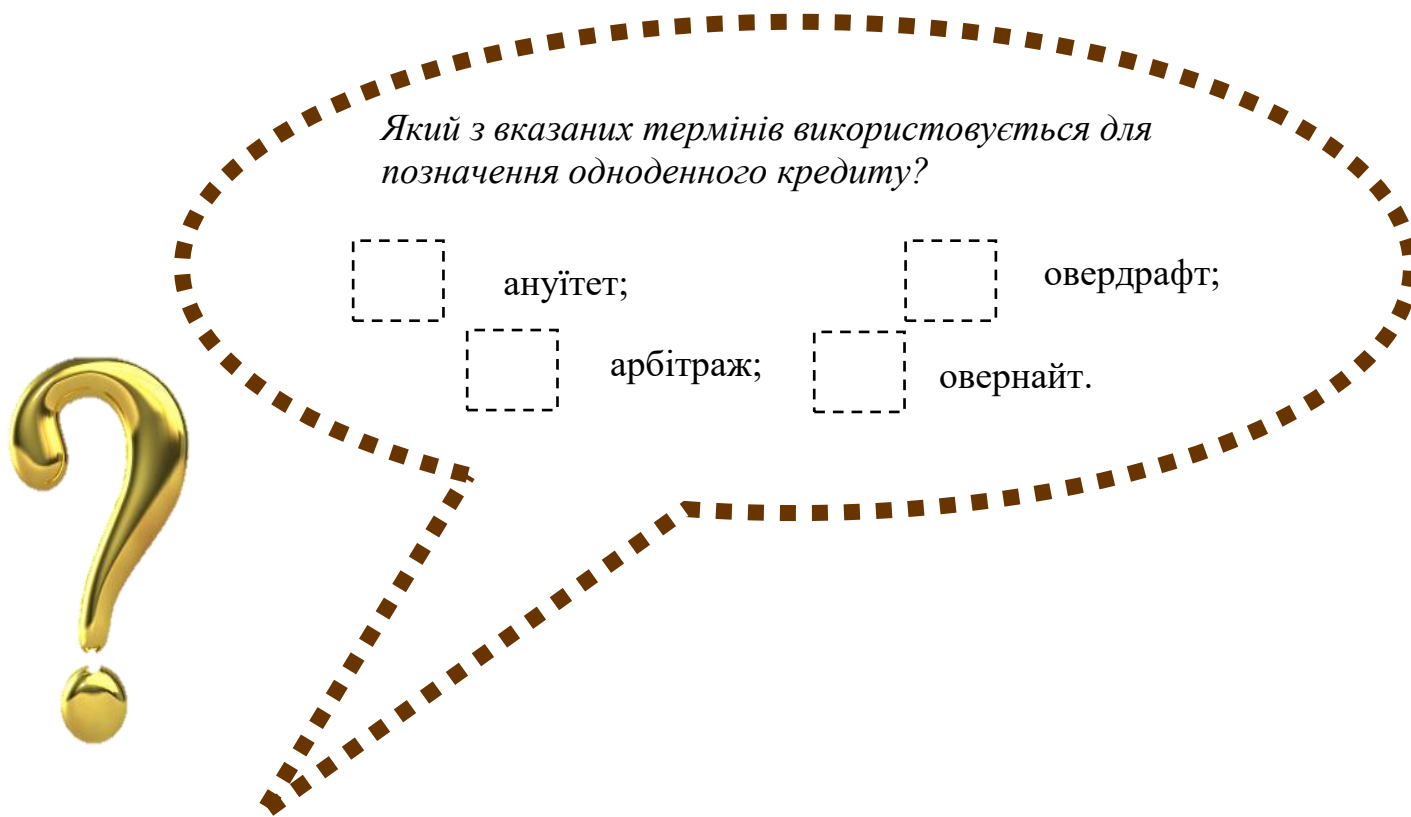 Який з вказаних термінів використовується для
позначення одноденного кредиту?
ануїтет;
овердрафт;
арбітраж;
овернайт.